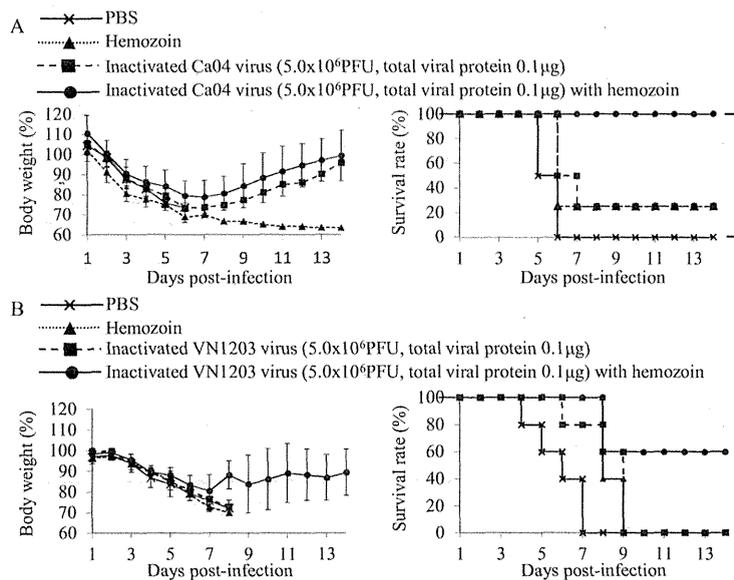 A
PBS
Hemozoin
Inactivated Ca04 virus (5.0x10⁶PFU, total viral protein 0.1μg)
Inactivated Ca04 virus (5.0x10⁶PFU, total viral protein 0.1μg) with hemozoin
Body weight (%)
120
110
100
90
80
70
60
1 3 5 7 9 11 13
Days post-infection
Survival rate (%)
100
80
60
40
20
0
1 3 5 7 9 11 13
Days post-infection
B
PBS
Hemozoin
Inactivated VN1203 virus (5.0x10⁶PFU, total viral protein 0.1μg)
Inactivated VN1203 virus (5.0x10⁶PFU, total viral protein 0.1μg) with hemozoin
Body weight (%)
120
110
100
90
80
70
60
1 3 5 7 9 11 13
Days post-infection
Survival rate (%)
100
80
60
40
20
0
1 3 5 7 9 11 13
Days post-infection